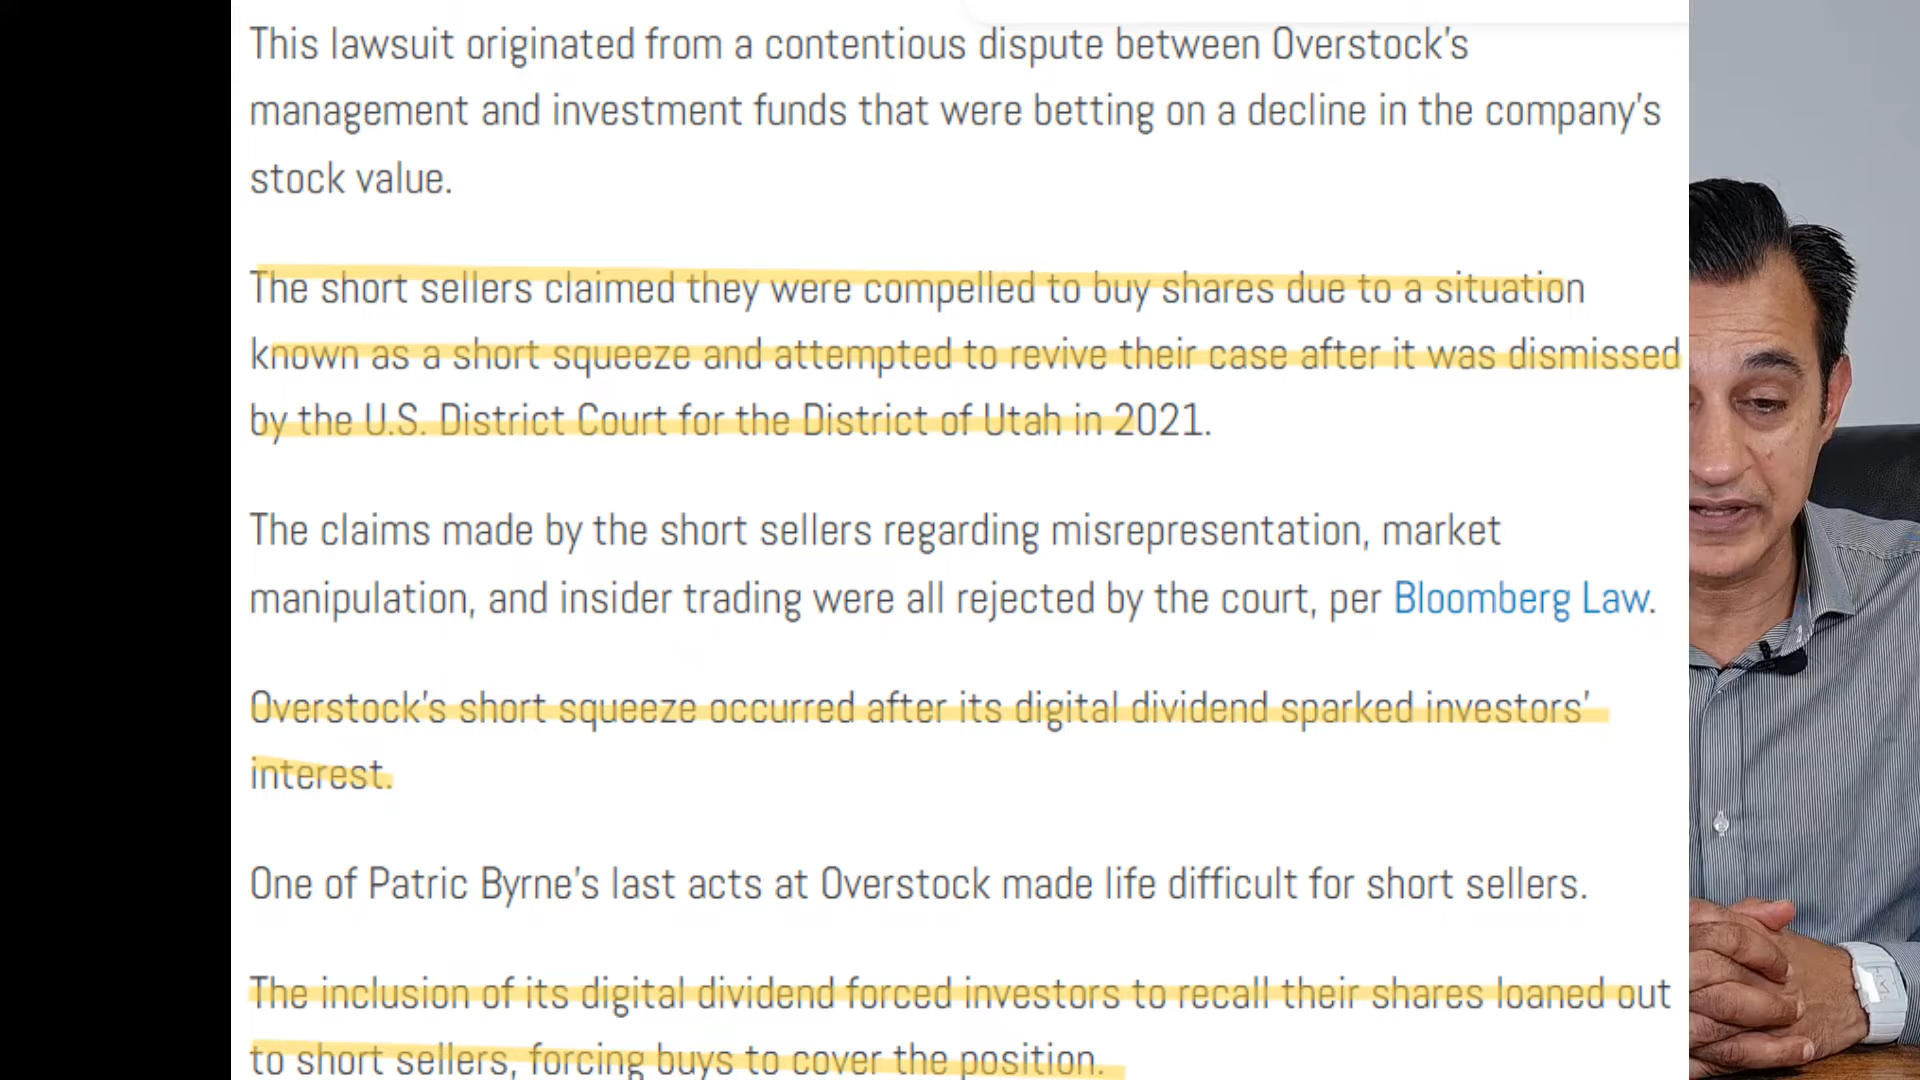 This lawsuit originated from a contentious dispute between Overstock's
management and investment funds that were betting on a decline in the company's
stock value.
The short sellers claimed they were compelled to buy shares due to a situation
known as a short squeeze and attempted to revive their case after it was dismissed
by the U.S. District Court for the District of Utah in 2021.
The claims made by the short sellers regarding misrepresentation, market
manipulation, and insider trading were all rejected by the court, per Bloomberg Law.
Overstock's short squeeze occurred after its digital dividend sparked investors'
interest.
One of Patric Byrne's last acts at Overstock made life difficult for short sellers.
The inclusion of its digital dividend forced investors to recall their shares loaned out
to short sellers, forcing buys to cover the position.